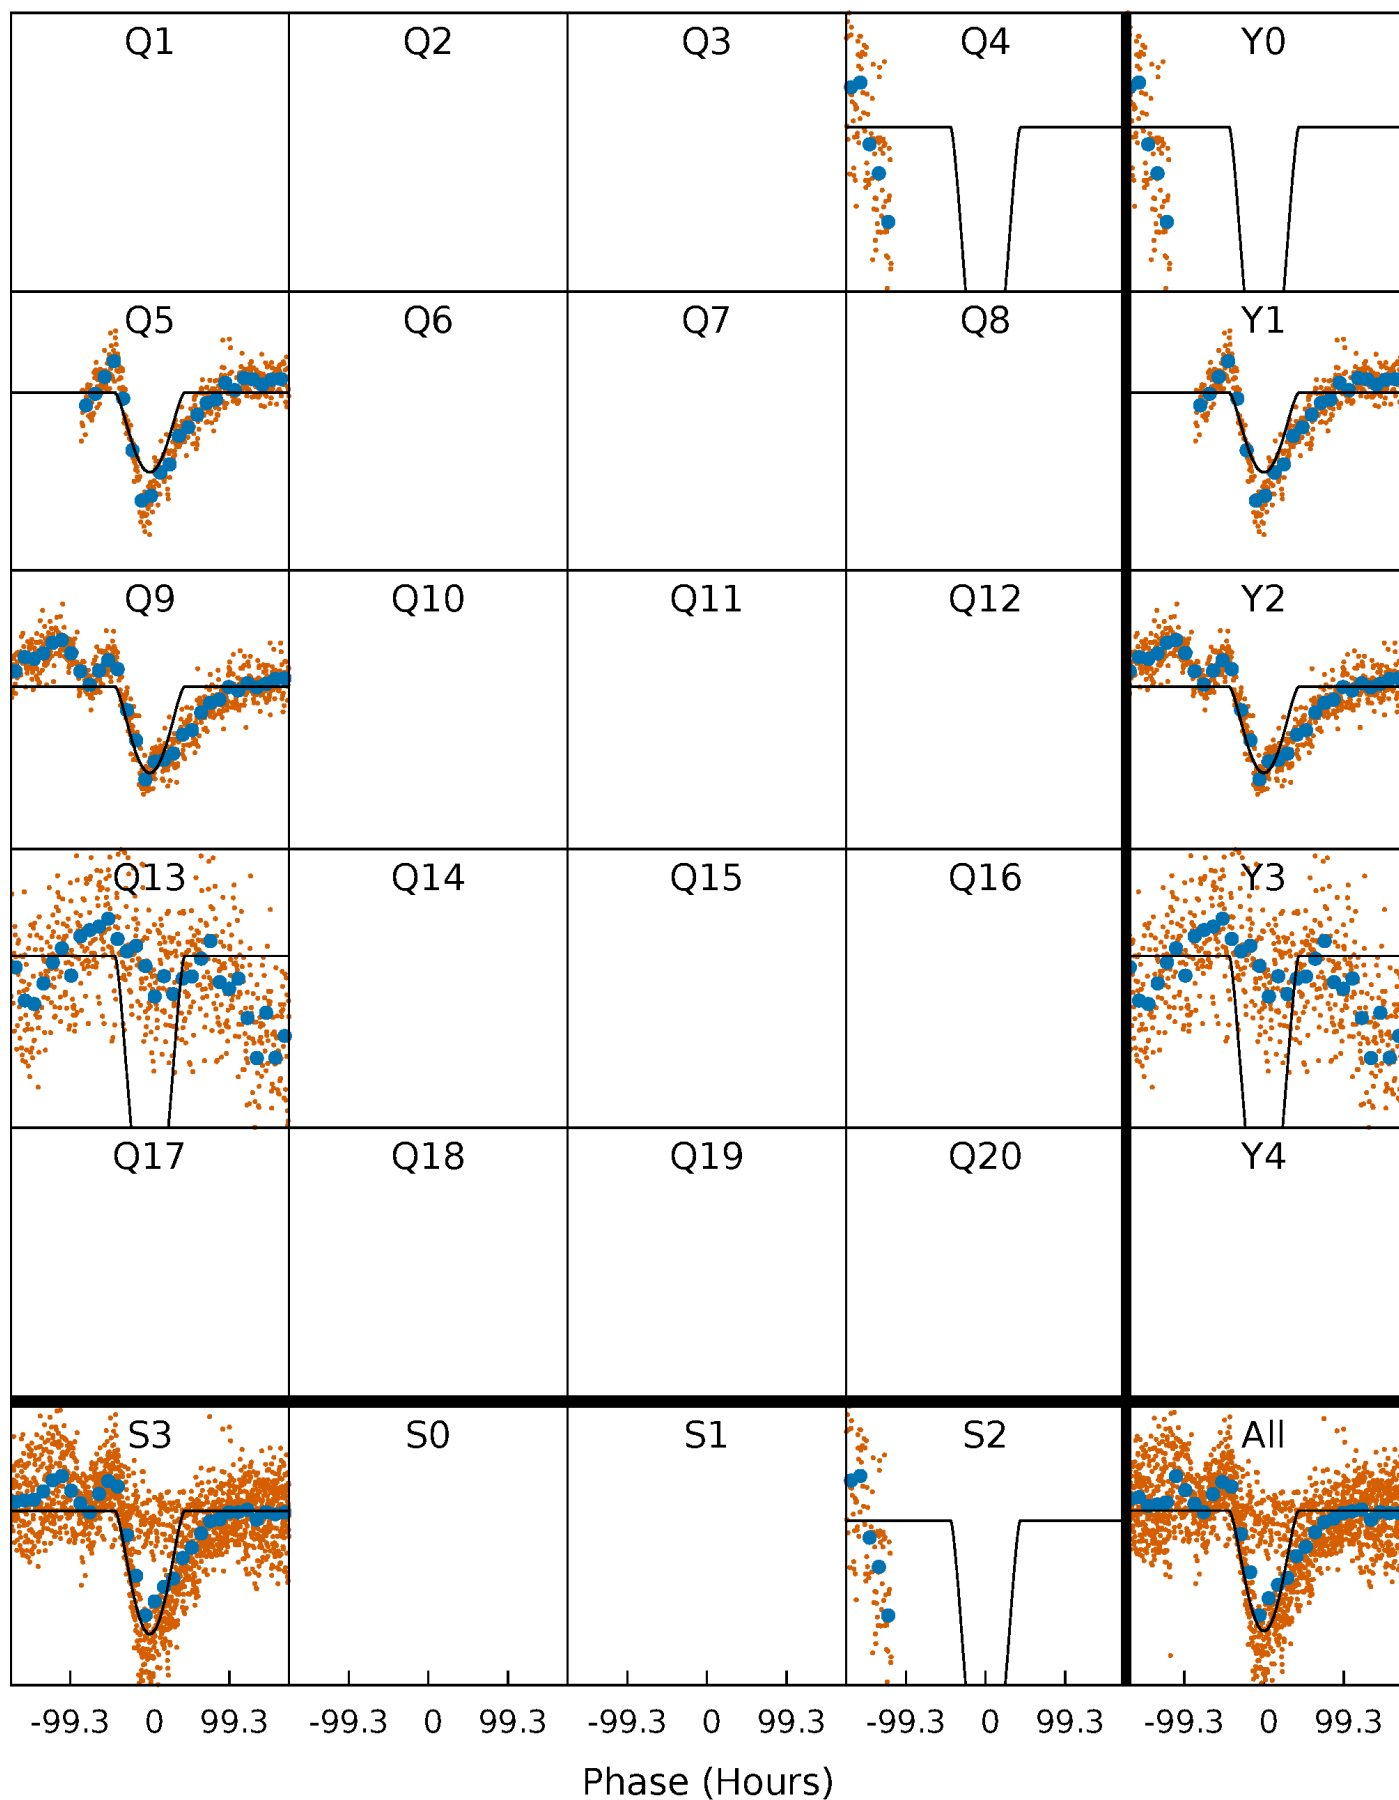 Q1 Q2 Q3 Q4 Y0
Q5 Q6 Q7 Q8 Y1
Q9 Q10 Q11 Q12 Y2
Q13 Q14 Q15 Q16 Y3
Q17 Q18 Q19 Q20 Y4
S3 S0 S1 S2 All
-99.3 0 99.3 -99.3 0 99.3 -99.3 0 99.3 -99.3 0 99.3 -99.3 0 99.3
Phase (Hours)